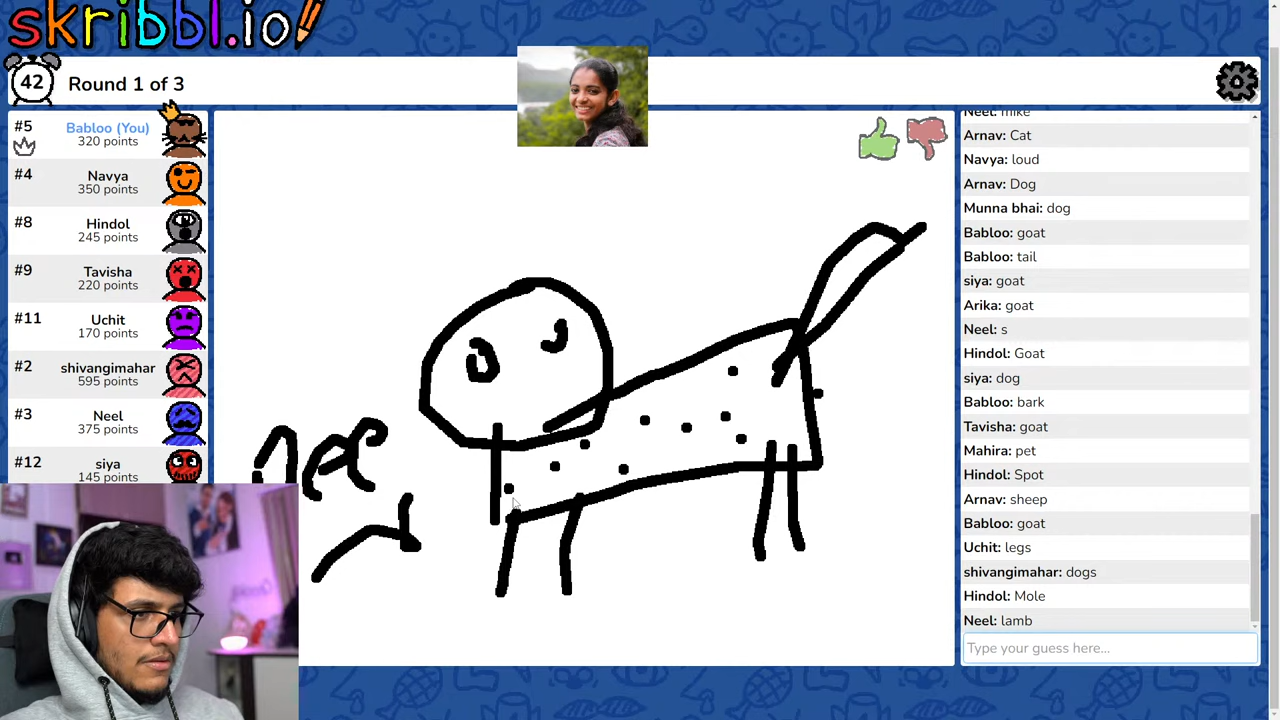 skribbl.io
42
Round 1 of 3
#5
Babloo (You)
320 points
#4
Navya
350 points
#8
Hindol
245 points
#9
Tavisha
220 points
#11
Uchit
170 points
#2
shivangimahar
595 points
#3
Neel
375 points
#12
siya
145 points
Neel: mike
Arnav: Cat
Navya: loud
Arnav: Dog
Munna bhai: dog
Babloo: goat
Babloo: tail
siya: goat
Arika: goat
Neel: s
Hindol: Goat
siya: dog
Babloo: bark
Tavisha: goat
Mahira: pet
Hindol: Spot
Arnav: sheep
Babloo: goat
Uchit: legs
shivangimahar: dogs
Hindol: Mole
Neel: lamb
Type your guess here...